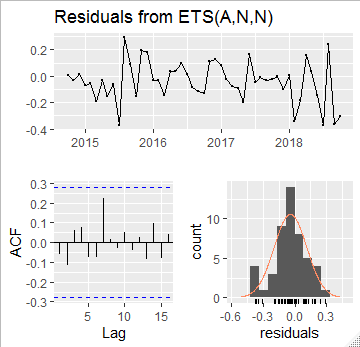 Residuals from ETS(A,N,N)
0.2
0.0
-0.2
-0.4
2015 2016 2017 2018
0.3
0.2
0.1
0.0
-0.1
-0.2
-0.3
ACF
5 10 15
Lag
10
5
0
count
-0.6 -0.3 0.0 0.3
residuals